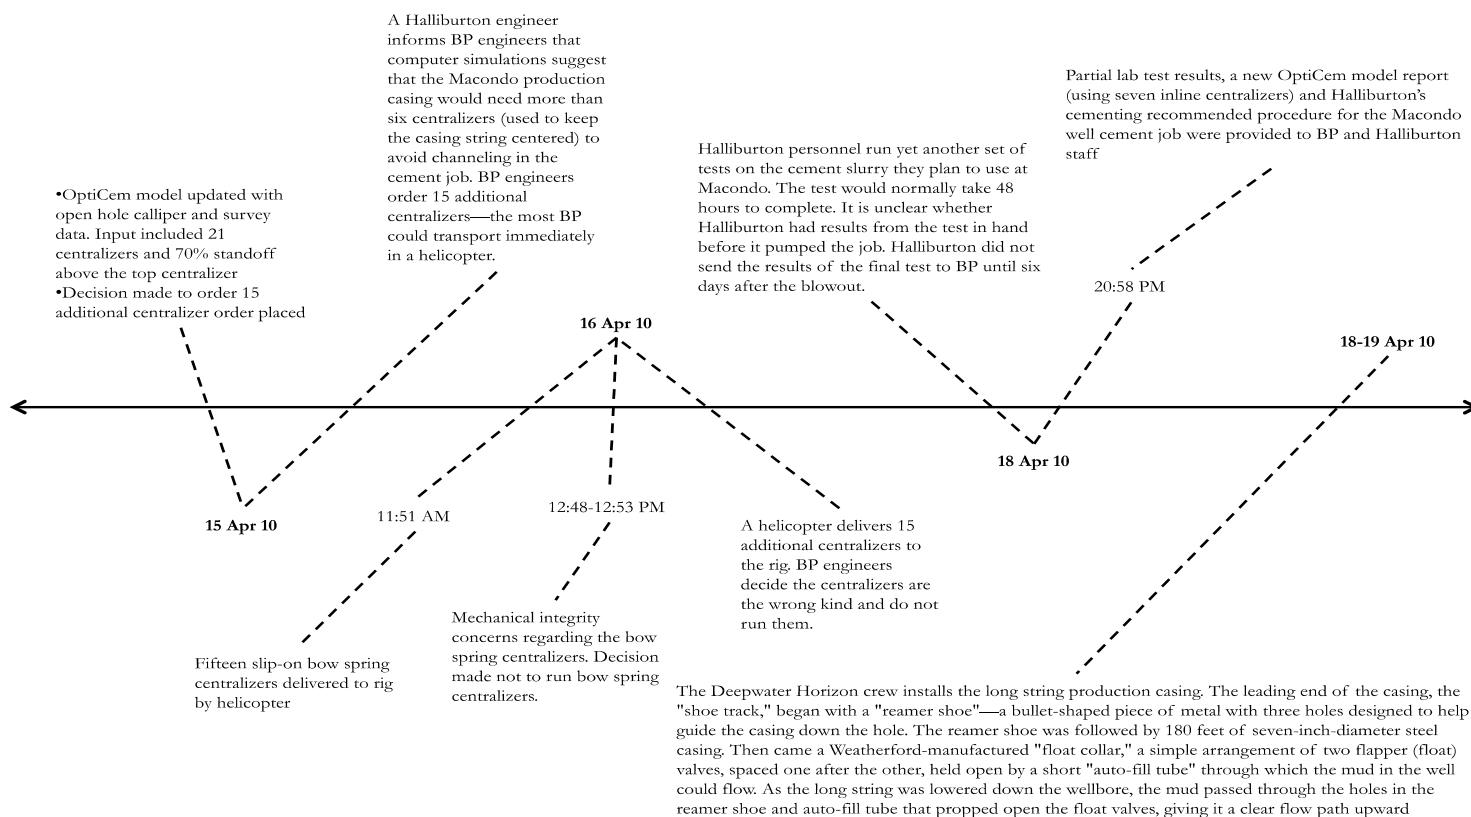 •OptiCem model updated with
open hole calliper and survey
data. Input included 21
centralizers and 70% standoff
above the top centralizer
•Decision made to order 15
additional centralizer order placed
A Halliburton engineer
informs BP engineers that
computer simulations suggest
that the Macondo production
casing would need more than
six centralizers (used to keep
the casing string centered) to
avoid channeling in the
cement job. BP engineers
order 15 additional
centralizers—the most BP
could transport immediately
in a helicopter.
15 Apr 10
16 Apr 10
11:51 AM
Fifteen slip-on bow spring
centralizers delivered to rig
by helicopter
12:48-12:53 PM
Mechanical integrity
concerns regarding the bow
spring centralizers. Decision
made not to run bow spring
centralizers.
A helicopter delivers 15
additional centralizers to
the rig. BP engineers
decide the centralizers are
the wrong kind and do not
run them.
Halliburton personnel run yet another set of
tests on the cement slurry they plan to use at
Macondo. The test would normally take 48
hours to complete. It is unclear whether
Halliburton had results from the test in hand
before it pumped the job. Halliburton did not
send the results of the final test to BP until six
days after the blowout.
Partial lab test results, a new OptiCem model report
(using seven inline centralizers) and Halliburton's
cementing recommended procedure for the Macondo
well cement job were provided to BP and Halliburton
staff
20:58 PM
18 Apr 10
18-19 Apr 10
The Deepwater Horizon crew installs the long string production casing. The leading end of the casing, the
"shoe track," began with a "reamer shoe"—a bullet-shaped piece of metal with three holes designed to help
guide the casing down the hole. The reamer shoe was followed by 180 feet of seven-inch-diameter steel
casing. Then came a Weatherford-manufactured "float collar," a simple arrangement of two flapper (float)
valves, spaced one after the other, held open by a short "auto-fill tube" through which the mud in the well
could flow. As the long string was lowered down the wellbore, the mud passed through the holes in the
reamer shoe and auto-fill tube that propped open the float valves, giving it a clear flow path upward